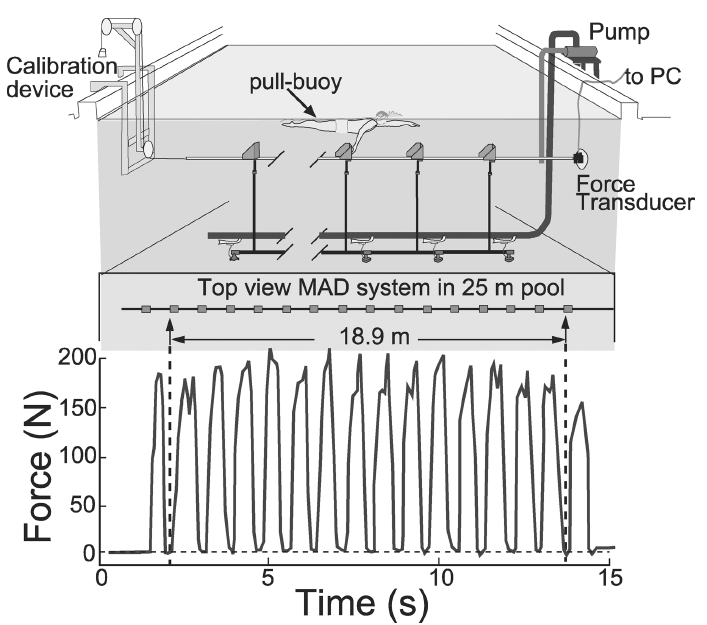 Pump
Calibration
device
to PC
pull-buoy
Force
Transducer
Top view MAD system in 25 m pool
18.9 m
200
150
100
50
0
Force (N)
0
5
10
15
Time (s)